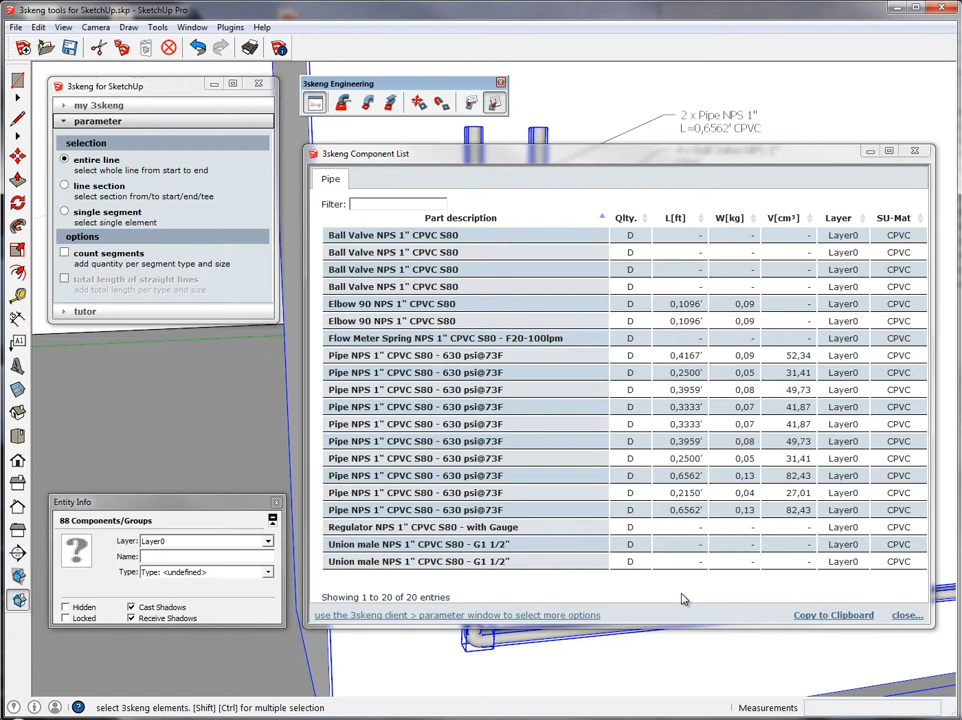 3skeng tools for SketchUp.skp - SketchUp Pro
File Edit View Camera Draw Tools Window Plugins Help
3skeng for SketchUp
my 3skeng
parameter
selection
entire line
select whole line from start to end
line section
select section from/to start/end/tee
single segment
select single element
options
count segments
add quantity per segment type and size
total length of straight lines
add total length per type and size
tutor
3skeng Engineering
2 x Pipe NPS 1"
L=0,6562' CPVC
3skeng Component List
Pipe
Filter:
Part description Qlty. L[ft] W[kg] V[cm³] Layer SU-Mat
Ball Valve NPS 1" CPVC S80 D - - - Layer0 CPVC
Ball Valve NPS 1" CPVC S80 D - - - Layer0 CPVC
Ball Valve NPS 1" CPVC S80 D - - - Layer0 CPVC
Ball Valve NPS 1" CPVC S80 D - - - Layer0 CPVC
Elbow 90 NPS 1" CPVC S80 D 0,1096' 0,09 - Layer0 CPVC
Elbow 90 NPS 1" CPVC S80 D 0,1096' 0,09 - Layer0 CPVC
Flow Meter Spring NPS 1" CPVC S80 - F20-100lpm D - - - Layer0 CPVC
Pipe NPS 1" CPVC S80 - 630 psi@73F D 0,4167' 0,09 52,34 Layer0 CPVC
Pipe NPS 1" CPVC S80 - 630 psi@73F D 0,2500' 0,05 31,41 Layer0 CPVC
Pipe NPS 1" CPVC S80 - 630 psi@73F D 0,3959' 0,08 49,73 Layer0 CPVC
Pipe NPS 1" CPVC S80 - 630 psi@73F D 0,3333' 0,07 41,87 Layer0 CPVC
Pipe NPS 1" CPVC S80 - 630 psi@73F D 0,3333' 0,07 41,87 Layer0 CPVC
Pipe NPS 1" CPVC S80 - 630 psi@73F D 0,3959' 0,08 49,73 Layer0 CPVC
Pipe NPS 1" CPVC S80 - 630 psi@73F D 0,2500' 0,05 31,41 Layer0 CPVC
Pipe NPS 1" CPVC S80 - 630 psi@73F D 0,6562' 0,13 82,43 Layer0 CPVC
Pipe NPS 1" CPVC S80 - 630 psi@73F D 0,2150' 0,04 27,01 Layer0 CPVC
Pipe NPS 1" CPVC S80 - 630 psi@73F D 0,6562' 0,13 82,43 Layer0 CPVC
Regulator NPS 1" CPVC S80 - with Gauge D - - - Layer0 CPVC
Union male NPS 1" CPVC S80 - G1 1/2" D - - - Layer0 CPVC
Union male NPS 1" CPVC S80 - G1 1/2" D - - - Layer0 CPVC
Showing 1 to 20 of 20 entries
use the 3skeng client > parameter window to select more options Copy to Clipboard close...
Entity Info
88 Components/Groups
Layer: Layer0
Name:
Type: Type: <undefined>
Hidden Cast Shadows
Locked Receive Shadows
select 3skeng elements. [Shift] [Ctrl] for multiple selection Measurements